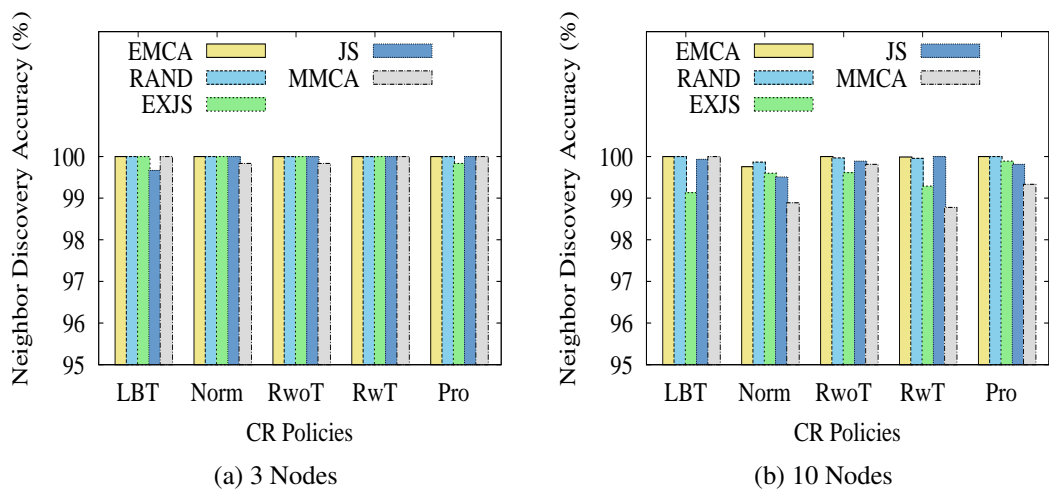 Neighbor Discovery Accuracy (%)
EMCA
RAND
EXJS
JS
MMCA
100
99
98
97
96
95
LBT Norm RwoT RwT Pro
CR Policies
(a) 3 Nodes
Neighbor Discovery Accuracy (%)
EMCA
RAND
EXJS
JS
MMCA
100
99
98
97
96
95
LBT Norm RwoT RwT Pro
CR Policies
(b) 10 Nodes